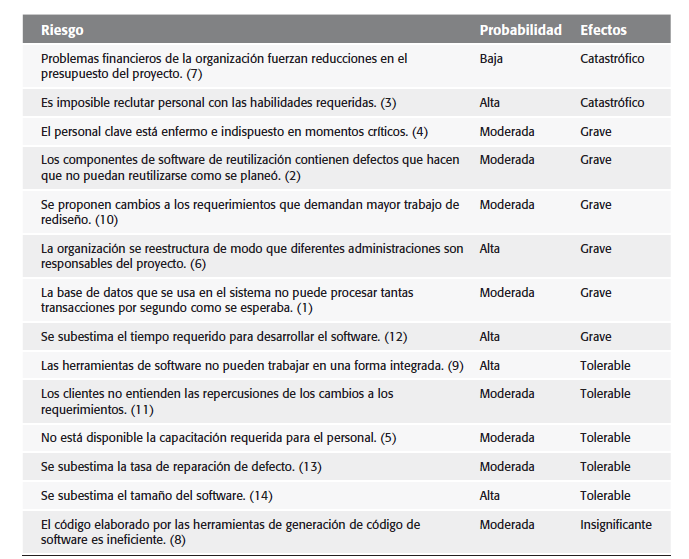 Riesgo Probabilidad Efectos
Problemas financieros de la organización fuerzan reducciones en el Baja Catastrófico
presupuesto del proyecto. (7)
Es imposible reclutar personal con las habilidades requeridas. (3) Alta Catastrófico
El personal clave está enfermo e indispuesto en momentos críticos. (4) Moderada Grave
Los componentes de software de reutilización contienen defectos que hacen Moderada Grave
que no puedan reutilizarse como se planeó. (2)
Se proponen cambios a los requerimientos que demandan mayor trabajo de Moderada Grave
rediseño. (10)
La organización se reestructura de modo que diferentes administraciones son Alta Grave
responsables del proyecto. (6)
La base de datos que se usa en el sistema no puede procesar tantas Moderada Grave
transacciones por segundo como se esperaba. (1)
Se subestima el tiempo requerido para desarrollar el software. (12) Alta Grave
Las herramientas de software no pueden trabajar en una forma integrada. (9) Alta Tolerable
Los clientes no entienden las repercusiones de los cambios a los Moderada Tolerable
requerimientos. (11)
No está disponible la capacitación requerida para el personal. (5) Moderada Tolerable
Se subestima la tasa de reparación de defecto. (13) Moderada Tolerable
Se subestima el tamaño del software. (14) Alta Tolerable
El código elaborado por las herramientas de generación de código de Moderada Insignificante
software es ineficiente. (8)